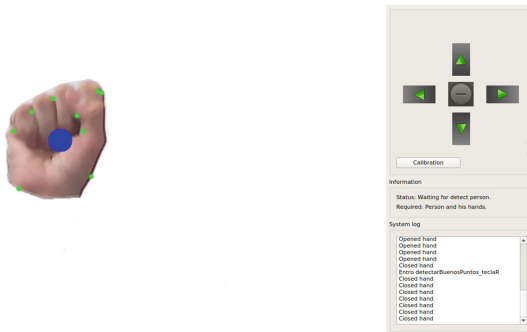 Calibration
Information
Status: Waiting for detect person.
Required: Person and his hands.
System log
Opened hand
Opened hand
Opened hand
Opened hand
Closed hand
Entro detectarBuenosPuntos_teclaR
Closed hand
Closed hand
Closed hand
Closed hand
Closed hand
Closed hand
Closed hand